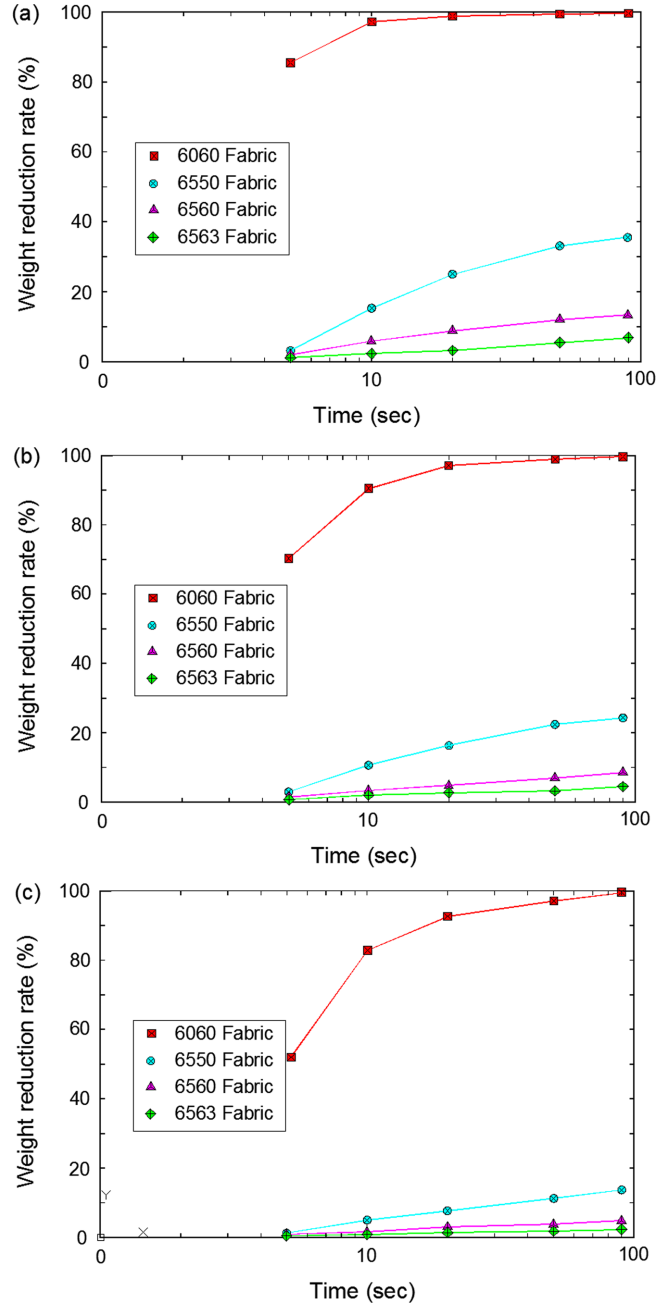 (a)
100
80
60
40
20
0
Weight reduction rate (%)
6060 Fabric
6550 Fabric
6560 Fabric
6563 Fabric
0 10 100
Time (sec)
(b)
100
80
60
40
20
0
Weight reduction rate (%)
6060 Fabric
6550 Fabric
6560 Fabric
6563 Fabric
0 10 100
Time (sec)
(c)
100
80
60
40
20
0
Weight reduction rate (%)
6060 Fabric
6550 Fabric
6560 Fabric
6563 Fabric
Y
X
0 10 100
Time (sec)